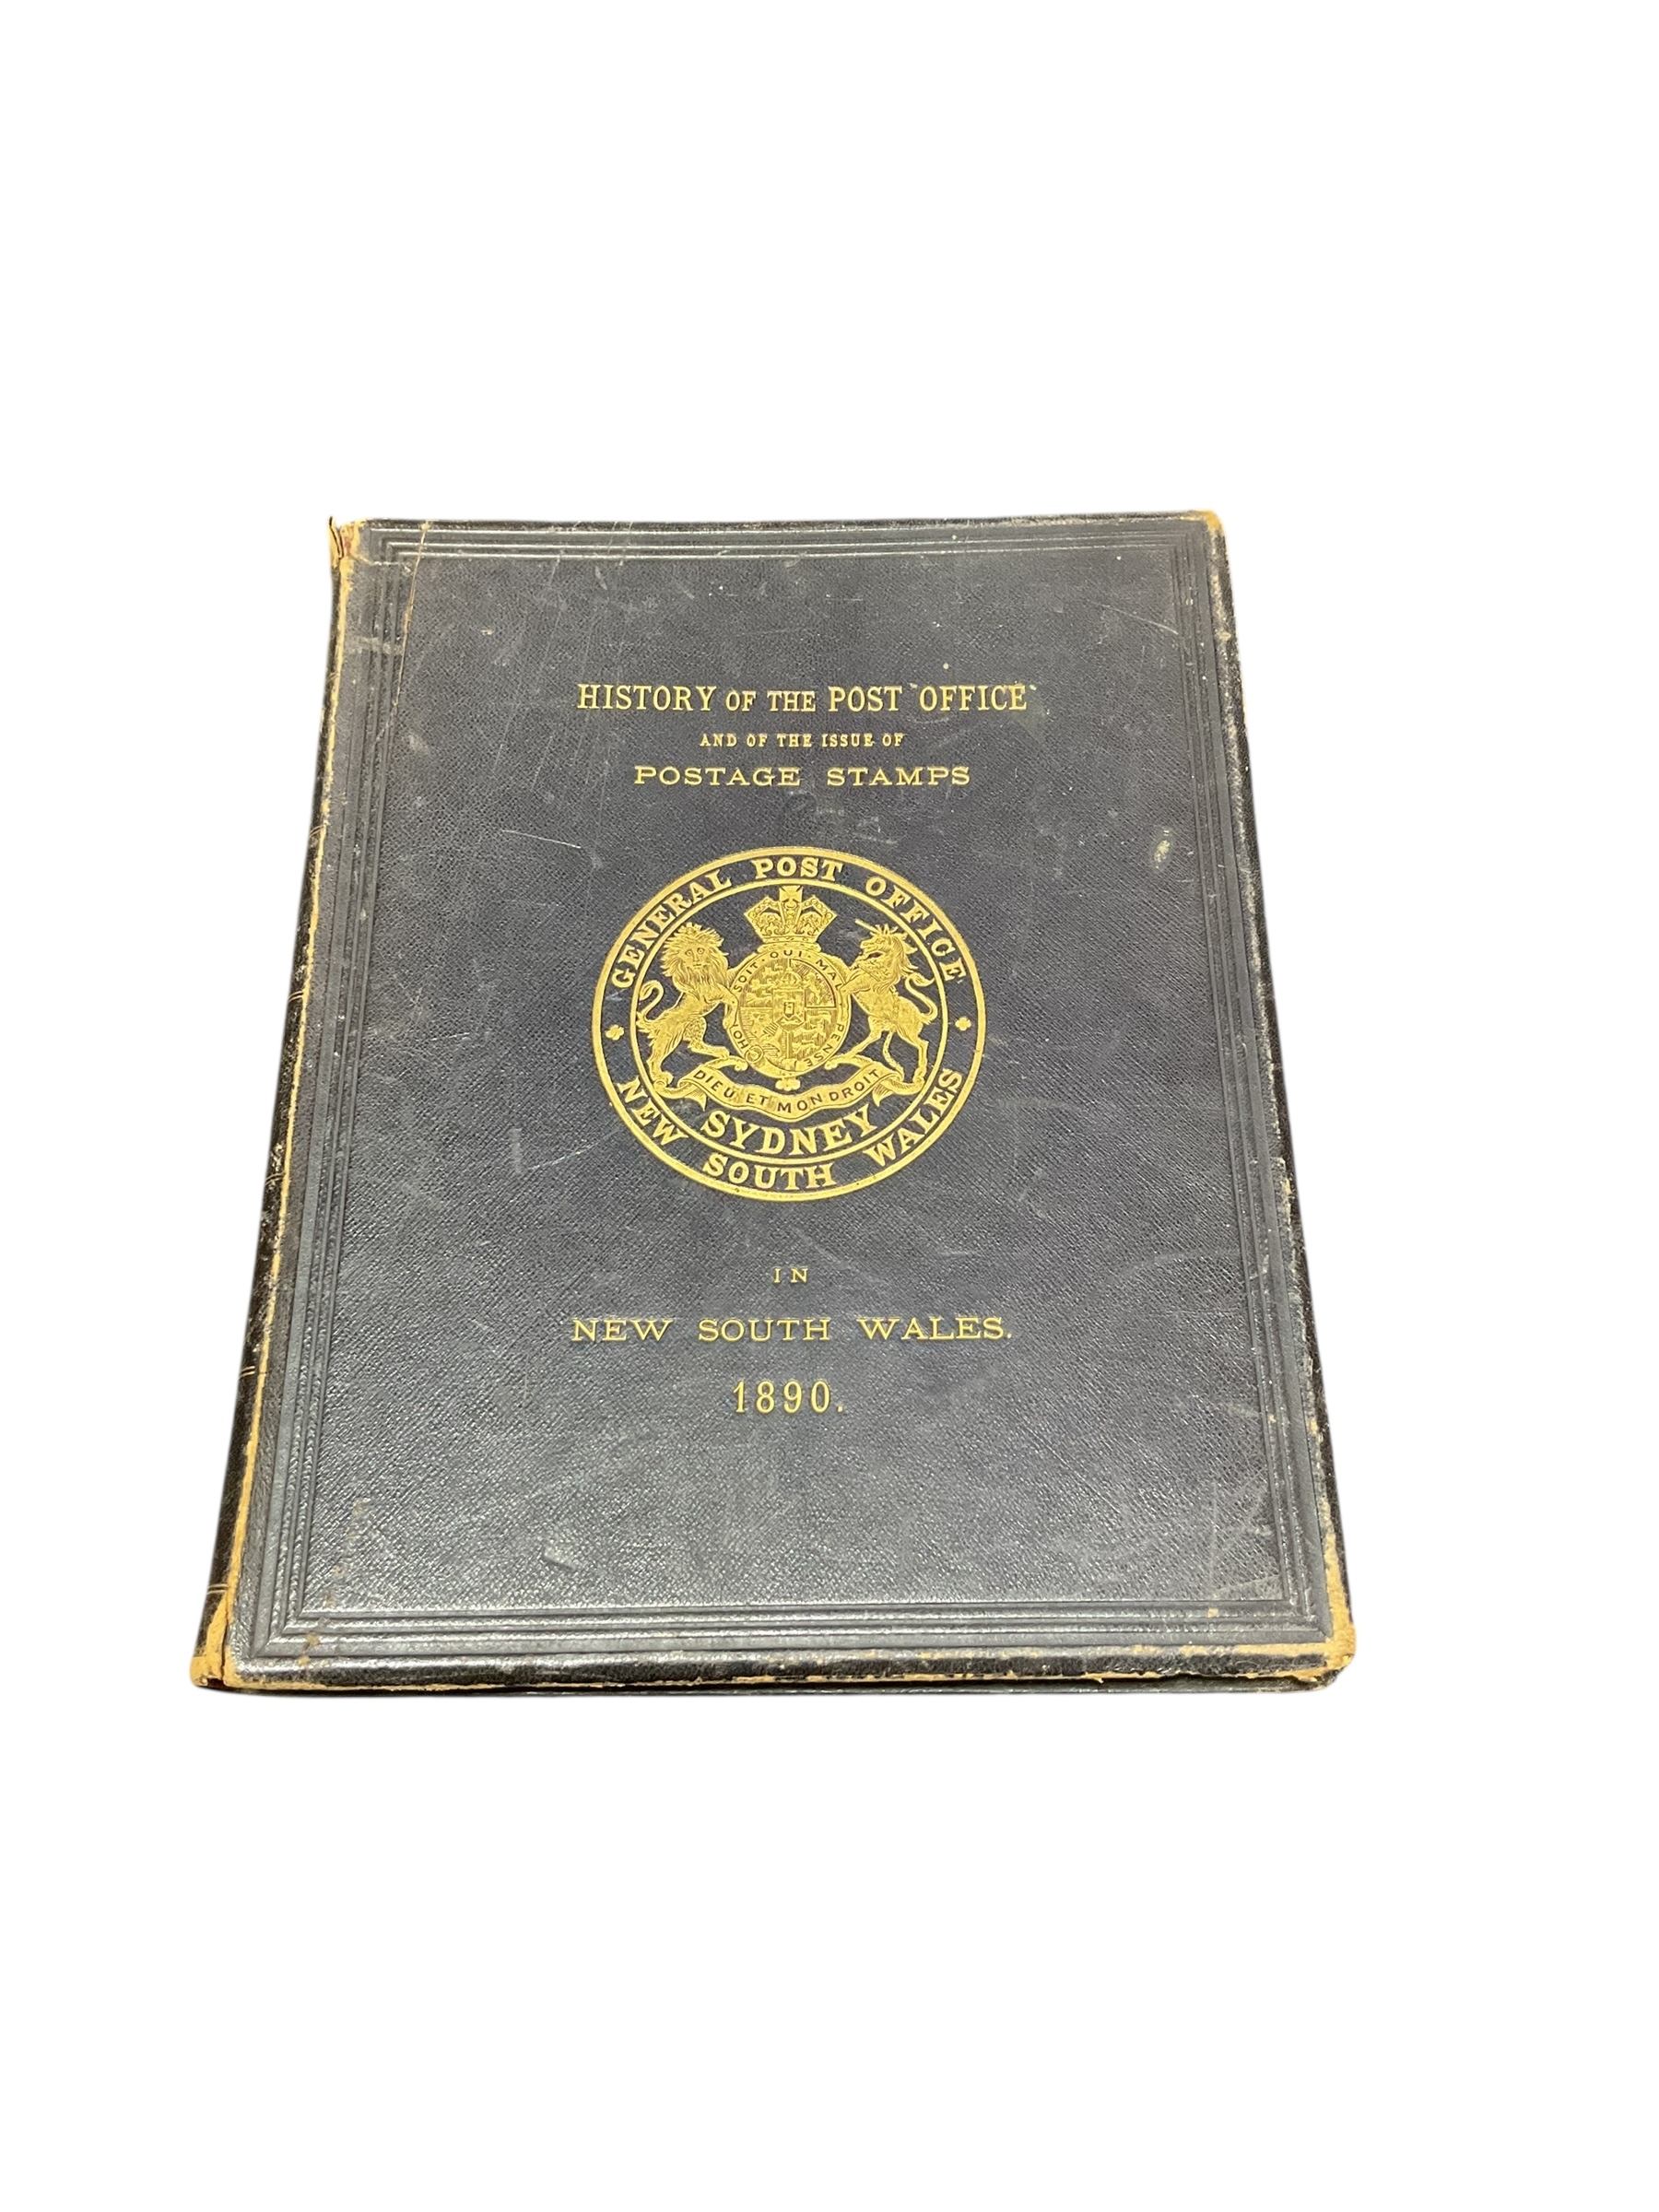 HISTORY OF THE POST OFFICE
AND OF THE ISSUE OF
POSTAGE STAMPS
GENERAL POST OFFICE
HONI SOIT QUI MAL Y PENSE
DIEU ET MON DROIT
SYDNEY
NEW SOUTH WALES
IN
NEW SOUTH WALES.
1890.